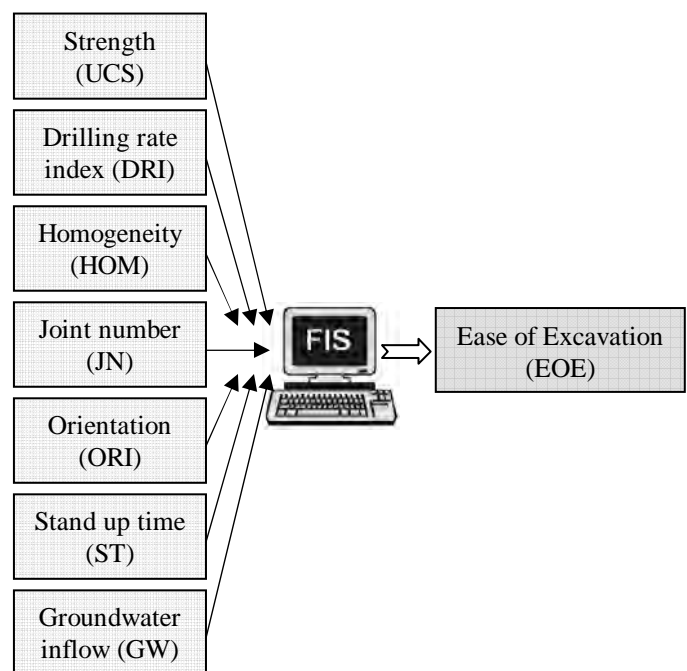 Strength
(UCS)
Drilling rate
index (DRI)
Homogeneity
(HOM)
Joint number
(JN)
Orientation
(ORI)
Stand up time
(ST)
Groundwater
inflow (GW)
FIS
Ease of Excavation
(EOE)